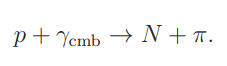 p + γ_cmb → N + π.